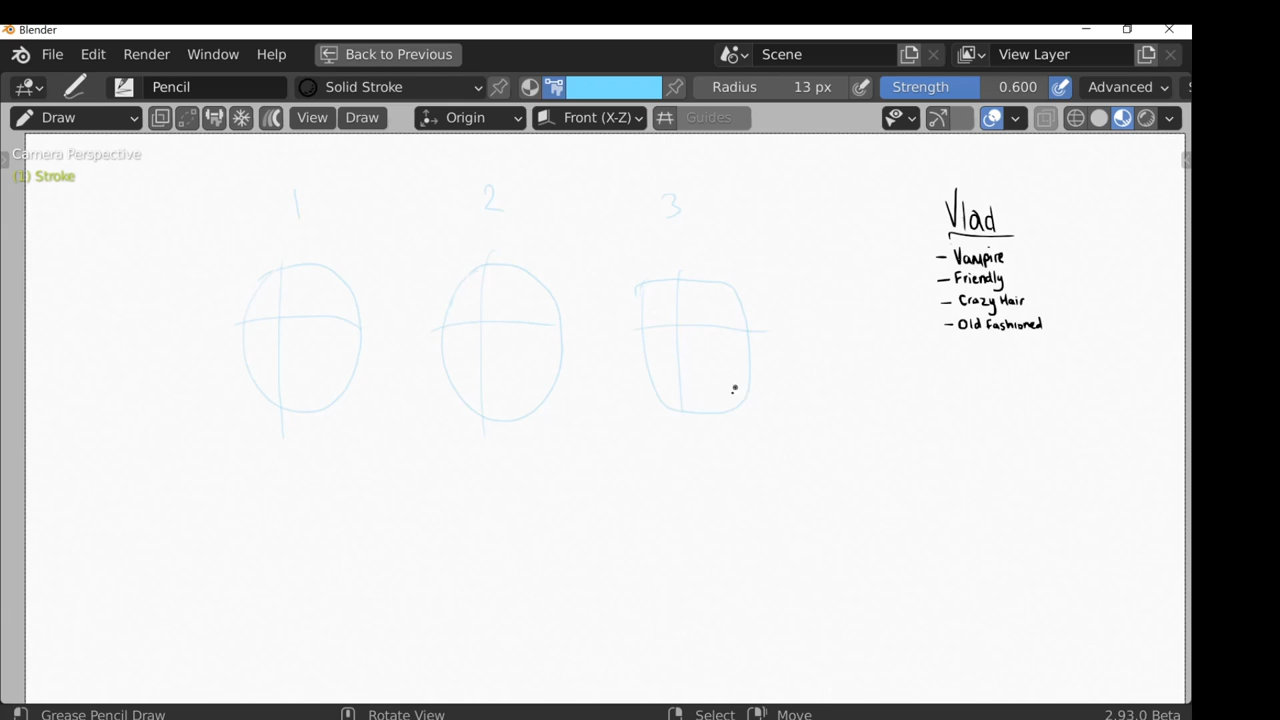 Blender
File Edit Render Window Help Back to Previous Scene View Layer
Pencil Solid Stroke Radius 13 px Strength 0.600 Advanced
Draw View Draw Origin Front (X-Z) Guides
Camera Perspective
(1) Stroke
1 2 3
Vlad
- Vampire
- Friendly
- Crazy Hair
- Old Fashioned
Grease Pencil Draw Rotate View Select Move 2.93.0 Beta